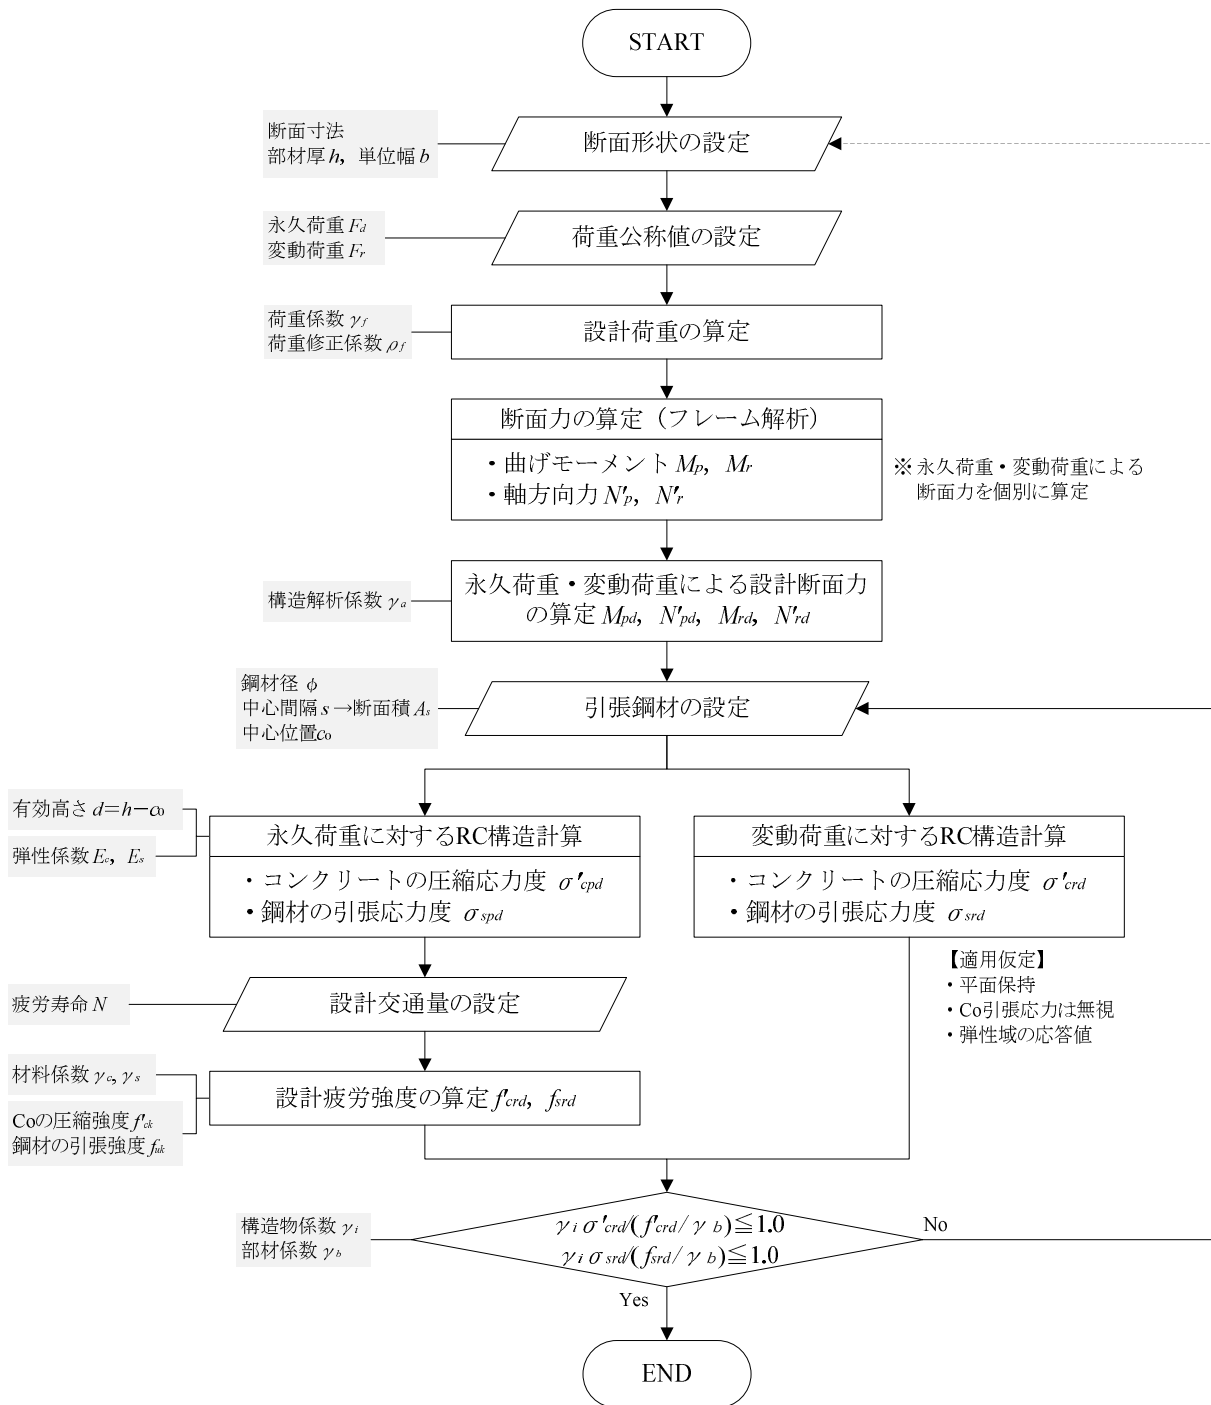 START
断面寸法
部材厚 h，単位幅 b
断面形状の設定
永久荷重 Fd
変動荷重 Fr
荷重公称値の設定
荷重係数 γf
荷重修正係数 ρf
設計荷重の算定
断面力の算定（フレーム解析）
・曲げモーメント Mp， Mr
・軸方向力 N'p， N'r
※ 永久荷重・変動荷重による
断面力を個別に算定
構造解析係数 γa
永久荷重・変動荷重による設計断面力
の算定 Mpd， N'pd， Mrd， N'rd
鋼材径 φ
中心間隔 s →断面積 As
中心位置c0
引張鋼材の設定
有効高さ d＝h－c0
弾性係数 Ec， Es
永久荷重に対するRC構造計算
・コンクリートの圧縮応力度 σ'cpd
・鋼材の引張応力度 σspd
変動荷重に対するRC構造計算
・コンクリートの圧縮応力度 σ'crd
・鋼材の引張応力度 σsrd
【適用仮定】
・平面保持
・Co引張応力は無視
・弾性域の応答値
疲労寿命 N
設計交通量の設定
材料係数 γc, γs
Coの圧縮強度 f'ck
鋼材の引張強度 fuk
設計疲労強度の算定 f'crd， fsrd
構造物係数 γi
部材係数 γb
γi σ'crd/(f'crd/γb)≦1.0
γi σsrd/(fsrd/γb)≦1.0
No
Yes
END